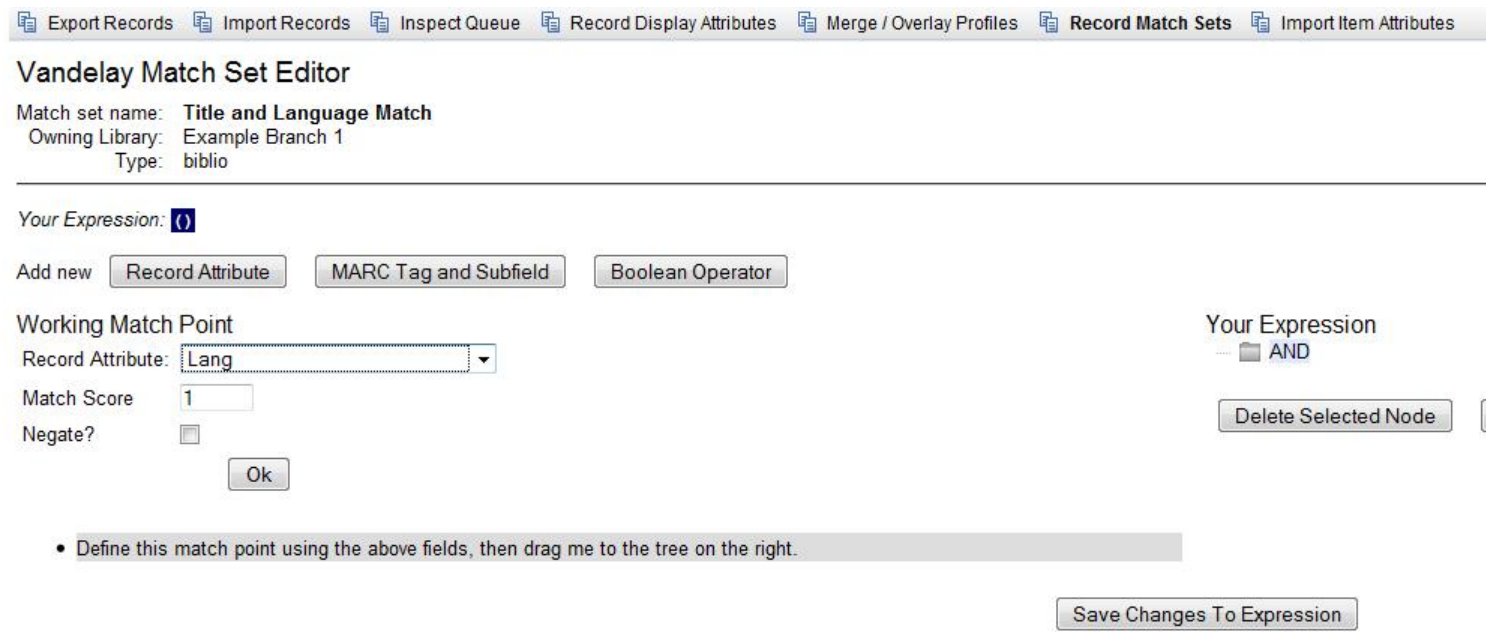 Export Records Import Records Inspect Queue Record Display Attributes Merge / Overlay Profiles Record Match Sets Import Item Attributes
Vandelay Match Set Editor
Match set name: Title and Language Match
Owning Library: Example Branch 1
Type: biblio
Your Expression: ()
Add new Record Attribute MARC Tag and Subfield Boolean Operator
Working Match Point
Record Attribute: Lang
Match Score 1
Negate?
Ok
Your Expression
AND
Delete Selected Node
• Define this match point using the above fields, then drag me to the tree on the right.
Save Changes To Expression